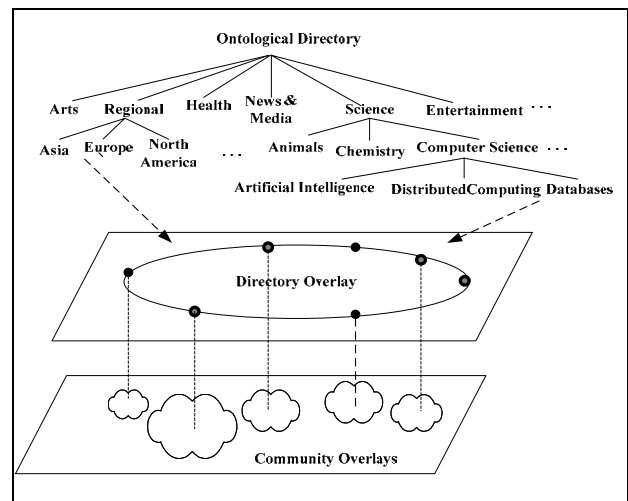 Ontological Directory
Arts Regional Health News & Media Science Entertainment ...
Asia Europe North America ... Animals Chemistry Computer Science ...
Artificial Intelligence DistributedComputing Databases
Directory Overlay
Community Overlays